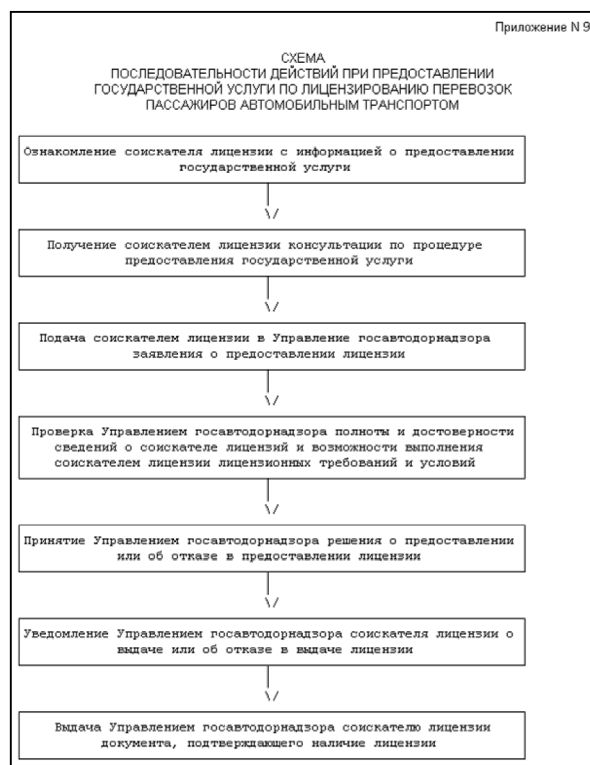 Приложение N 9
СХЕМА
ПОСЛЕДОВАТЕЛЬНОСТИ ДЕЙСТВИЙ ПРИ ПРЕДОСТАВЛЕНИИ
ГОСУДАРСТВЕННОЙ УСЛУГИ ПО ЛИЦЕНЗИРОВАНИЮ ПЕРЕВОЗОК
ПАССАЖИРОВ АВТОМОБИЛЬНЫМ ТРАНСПОРТОМ
Ознакомление соискателя лицензии с информацией о предоставлении
государственной услуги
Получение соискателем лицензии консультации по процедуре
предоставления государственной услуги
Подача соискателем лицензии в Управление госавтодорнадзора
заявления о предоставлении лицензии
Проверка Управлением госавтодорнадзора полноты и достоверности
сведений о соискателе лицензий и возможности выполнения
соискателем лицензии лицензионных требований и условий
Принятие Управлением госавтодорнадзора решения о предоставлении
или об отказе в предоставлении лицензии
Уведомление Управлением госавтодорнадзора соискателя лицензии о
выдаче или об отказе в выдаче лицензии
Выдача Управлением госавтодорнадзора соискателю лицензии
документа, подтверждающего наличие лицензии